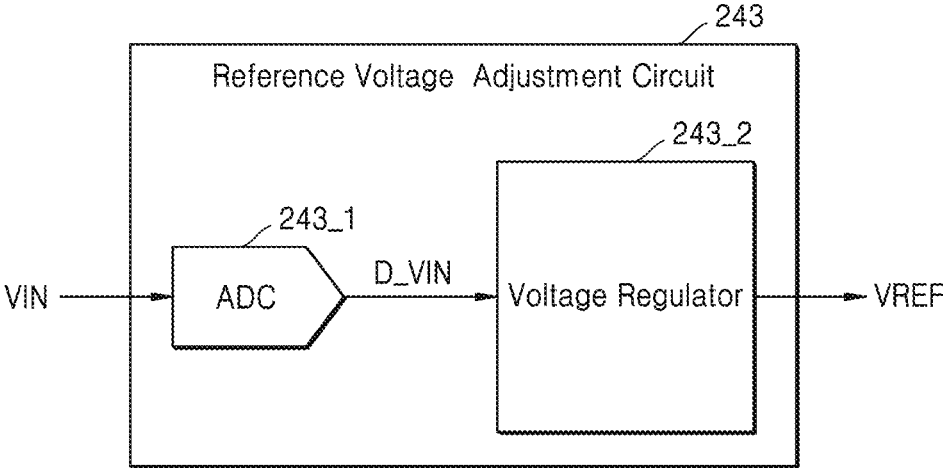 243
Reference Voltage Adjustment Circuit
243_2
243_1
VIN
ADC
D_VIN
Voltage Regulator
VREF